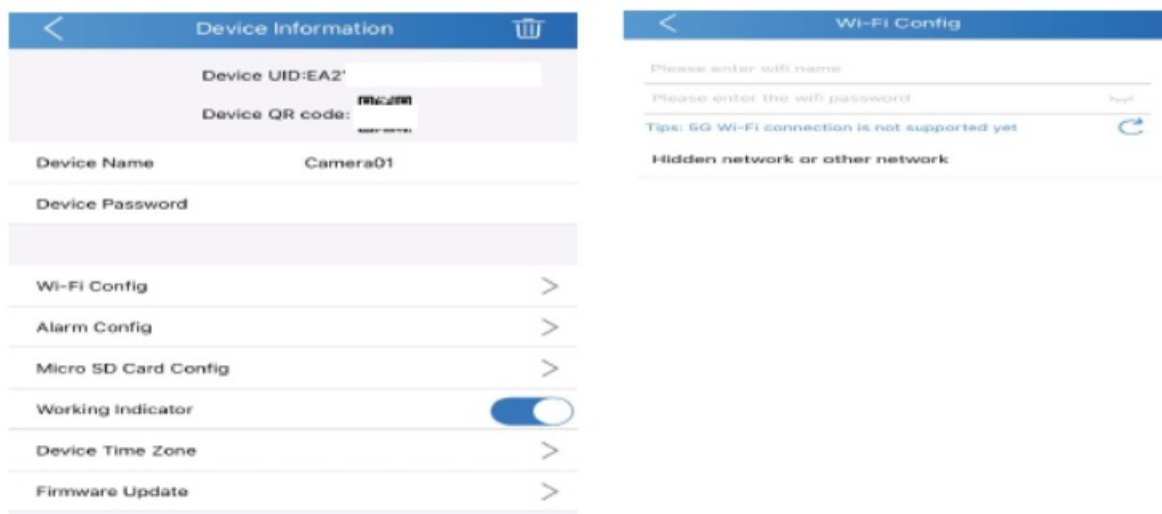 Device Information
Device UID:EA2'
Device QR code:
Device Name Camera01
Device Password
Wi-Fi Config
Alarm Config
Micro SD Card Config
Working Indicator
Device Time Zone
Firmware Update
Wi-Fi Config
Please enter wifi name
Please enter the wifi password
Tips: 5G Wi-Fi connection is not supported yet
Hidden network or other network